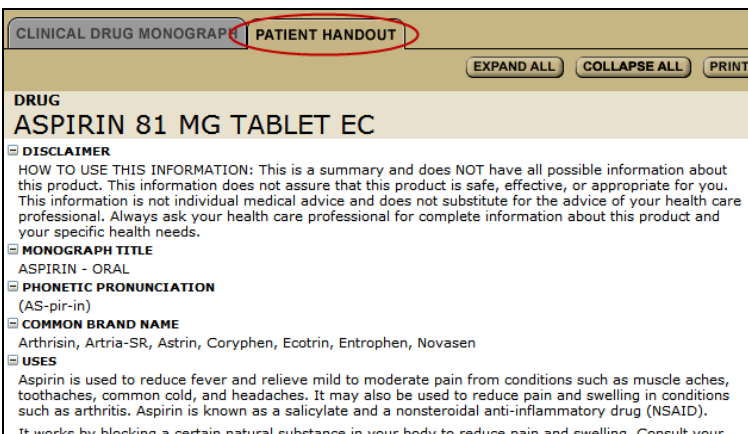 CLINICAL DRUG MONOGRAPH PATIENT HANDOUT
EXPAND ALL COLLAPSE ALL PRINT
DRUG
ASPIRIN 81 MG TABLET EC
DISCLAIMER
HOW TO USE THIS INFORMATION: This is a summary and does NOT have all possible information about
this product. This information does not assure that this product is safe, effective, or appropriate for you.
This information is not individual medical advice and does not substitute for the advice of your health care
professional. Always ask your health care professional for complete information about this product and
your specific health needs.
MONOGRAPH TITLE
ASPIRIN - ORAL
PHONETIC PRONUNCIATION
(AS-pir-in)
COMMON BRAND NAME
Arthrisin, Artria-SR, Astrin, Coryphen, Ecotrin, Entrophen, Novasen
USES
Aspirin is used to reduce fever and relieve mild to moderate pain from conditions such as muscle aches,
toothaches, common cold, and headaches. It may also be used to reduce pain and swelling in conditions
such as arthritis. Aspirin is known as a salicylate and a nonsteroidal anti-inflammatory drug (NSAID).
It works by blocking a certain natural substance in your body to reduce pain and swelling. Consult your